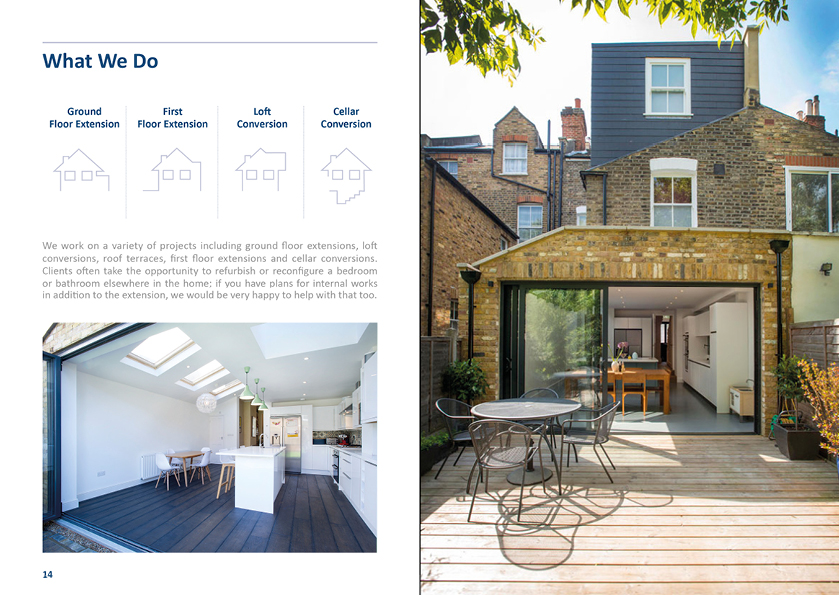 What We Do
Ground
Floor Extension
First
Floor Extension
Loft
Conversion
Cellar
Conversion
We work on a variety of projects including ground floor extensions, loft
conversions, roof terraces, first floor extensions and cellar conversions.
Clients often take the opportunity to refurbish or reconfigure a bedroom
or bathroom elsewhere in the home; if you have plans for internal works
in addition to the extension, we would be very happy to help with that too.
14